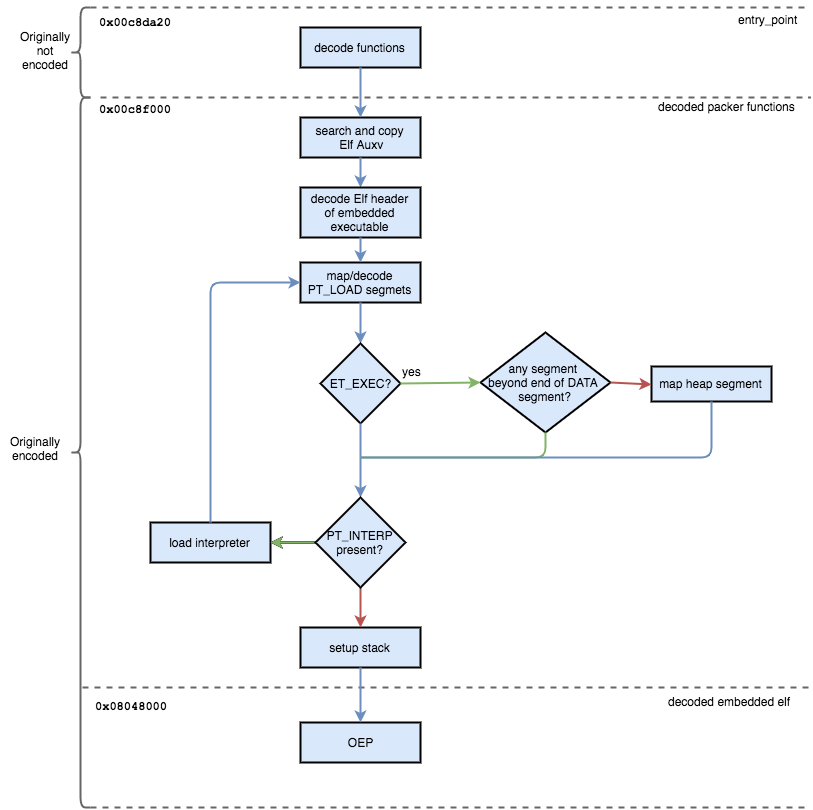 0x00c8da20
entry_point
Originally
not
encoded
decode functions
0x00c8f000
decoded packer functions
search and copy
Elf Auxv
decode Elf header
of embedded
executable
map/decode
PT_LOAD segmets
ET_EXEC?
yes
any segment
beyond end of DATA
segment?
map heap segment
Originally
encoded
PT_INTERP
present?
load interpreter
setup stack
0x08048000
decoded embedded elf
OEP